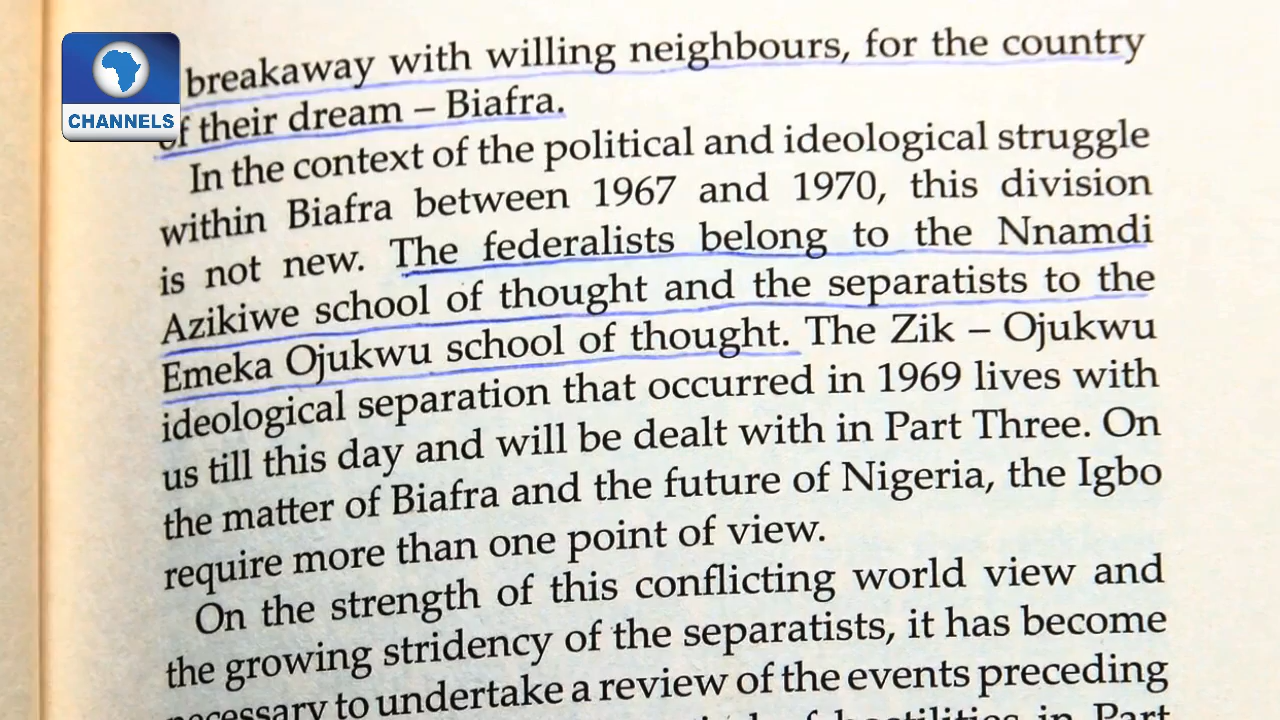 CHANNELS
breakaway with willing neighbours, for the country
of their dream – Biafra.
In the context of the political and ideological struggle
within Biafra between 1967 and 1970, this division
is not new. The federalists belong to the Nnamdi
Azikiwe school of thought and the separatists to the
Emeka Ojukwu school of thought. The Zik – Ojukwu
ideological separation that occurred in 1969 lives with
us till this day and will be dealt with in Part Three. On
the matter of Biafra and the future of Nigeria, the Igbo
require more than one point of view.
On the strength of this conflicting world view and
the growing stridency of the separatists, it has become
necessary to undertake a review of the events preceding
of hostilities in Part